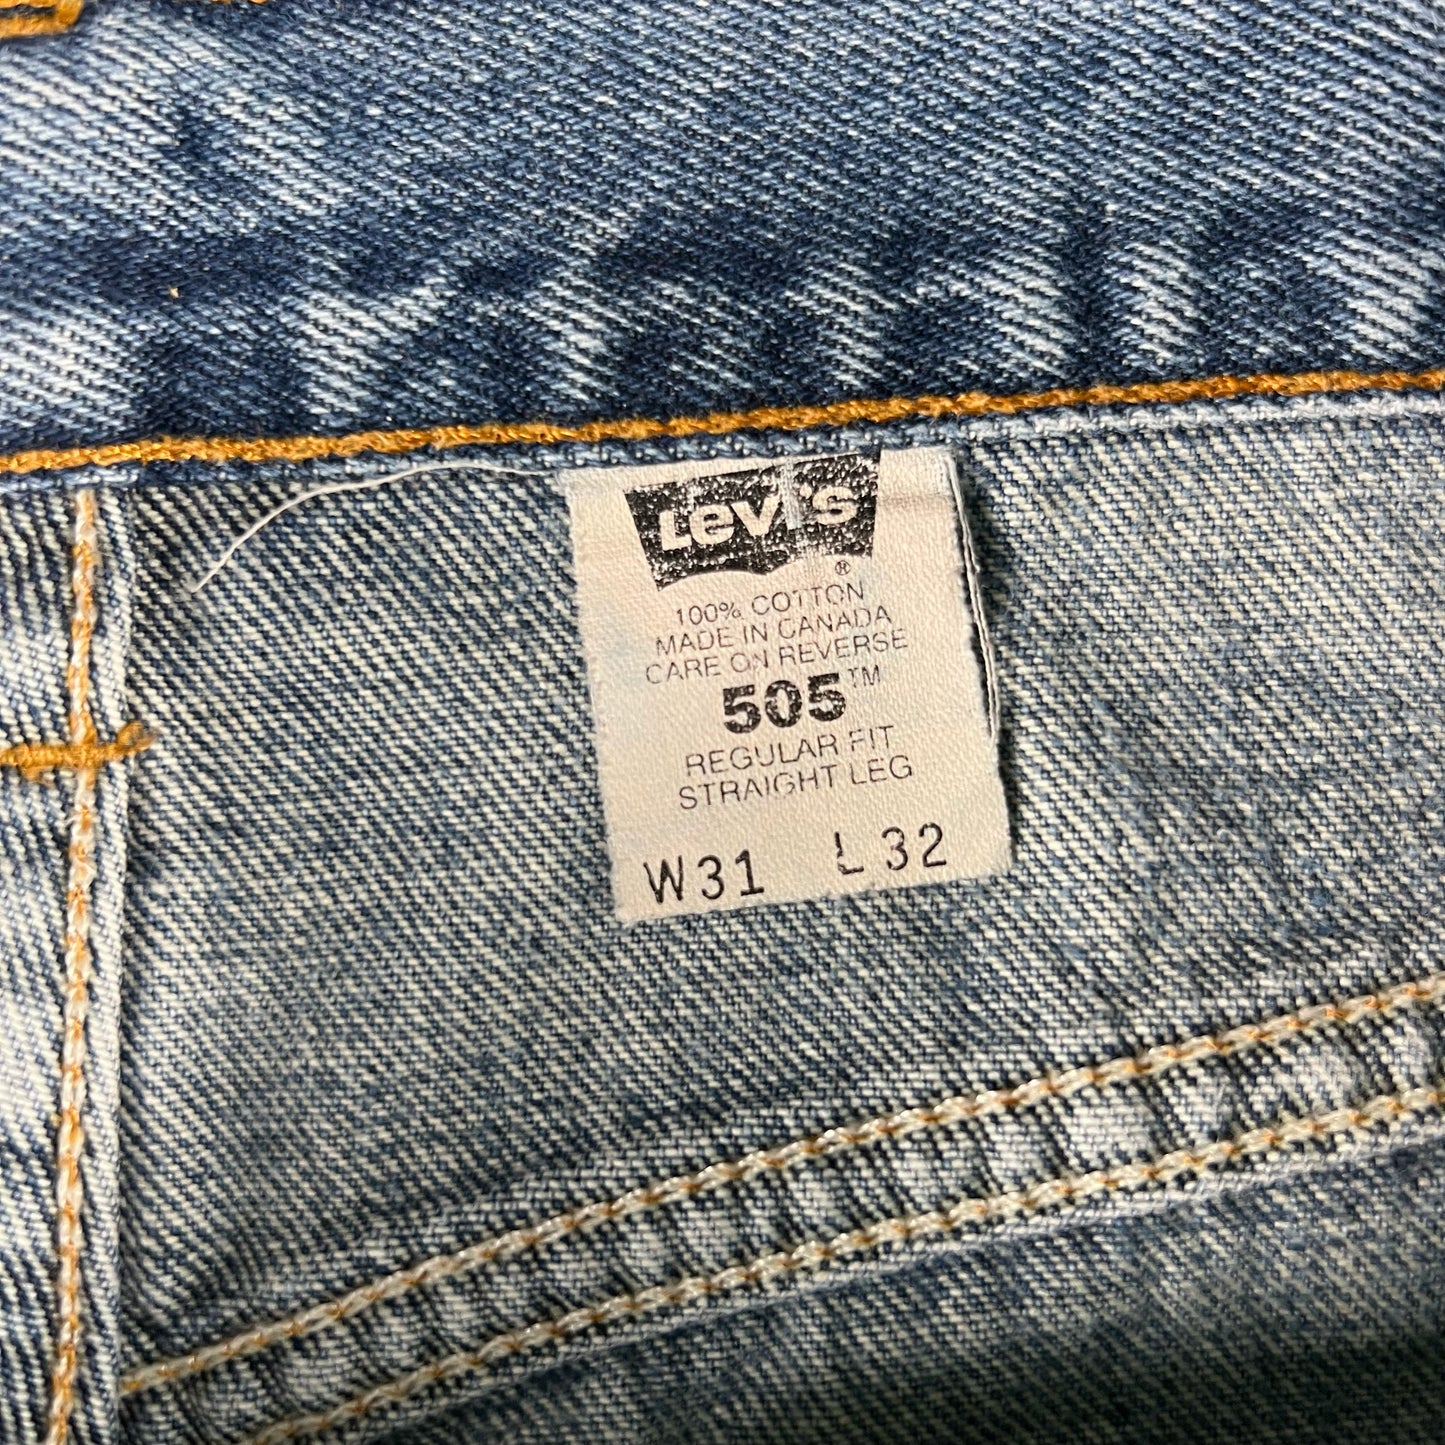 Levi's
®
100% COTTON
MADE IN CANADA
CARE ON REVERSE
505™
REGULAR FIT
STRAIGHT LEG
W31 L32